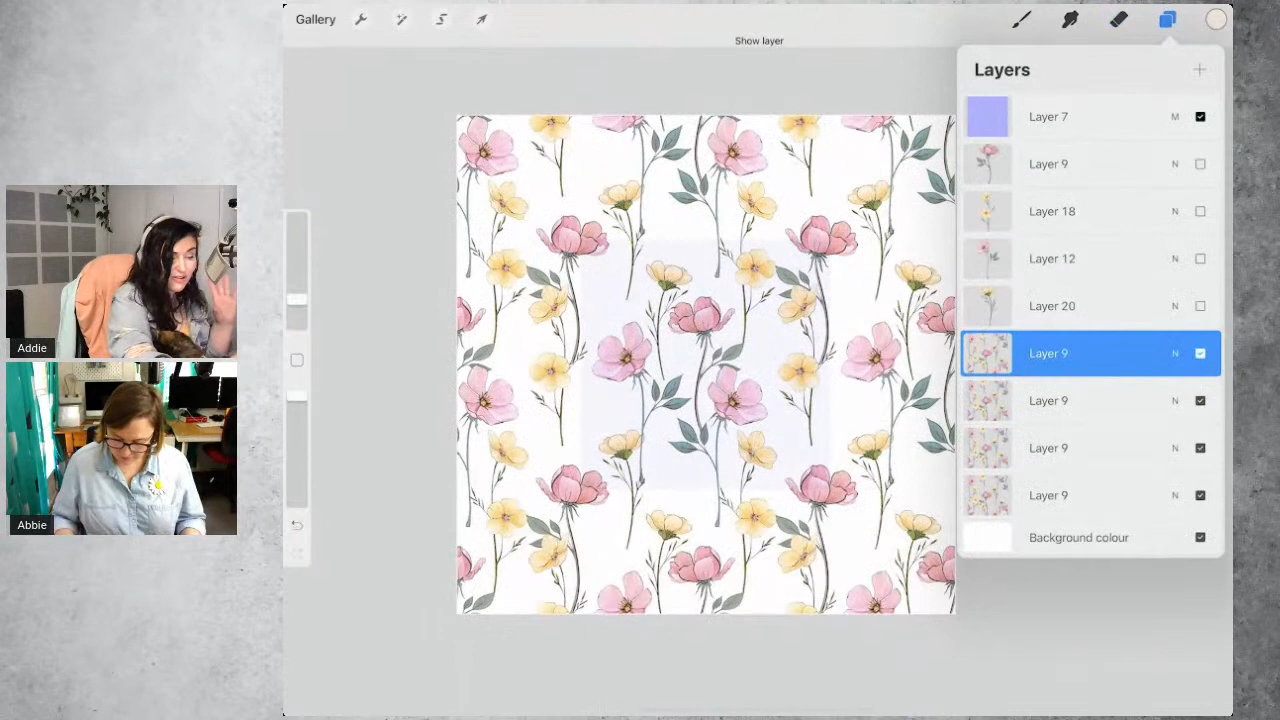 Gallery
Show layer
Layers
Layer 7 M
Layer 9 N
Layer 18 N
Layer 12 N
Layer 20 N
Layer 9 N
Layer 9 N
Layer 9 N
Layer 9 N
Background colour
Addie
Abbie